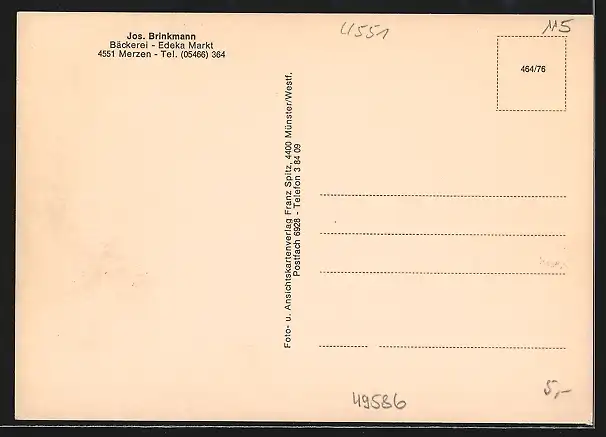 Jos. Brinkmann
Bäckerei - Edeka Markt
4551 Merzen - Tel. (05466) 364
4551
115
464/76
Foto- u. Ansichtskartenverlag Franz Spitz, 4400 Münster/Westf.
Postfach 6928 - Telefon 3 84 09
49586
5,-